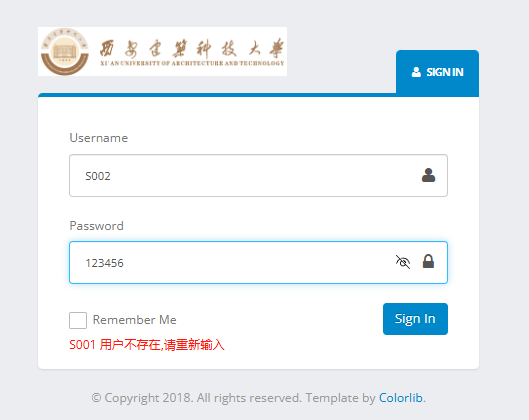 西安建筑科技大学
XI'AN UNIVERSITY OF ARCHITECTURE AND TECHNOLOGY
SIGN IN
Username
S002
Password
123456
Remember Me
Sign In
S001 用户不存在,请重新输入
© Copyright 2018. All rights reserved. Template by Colorlib.